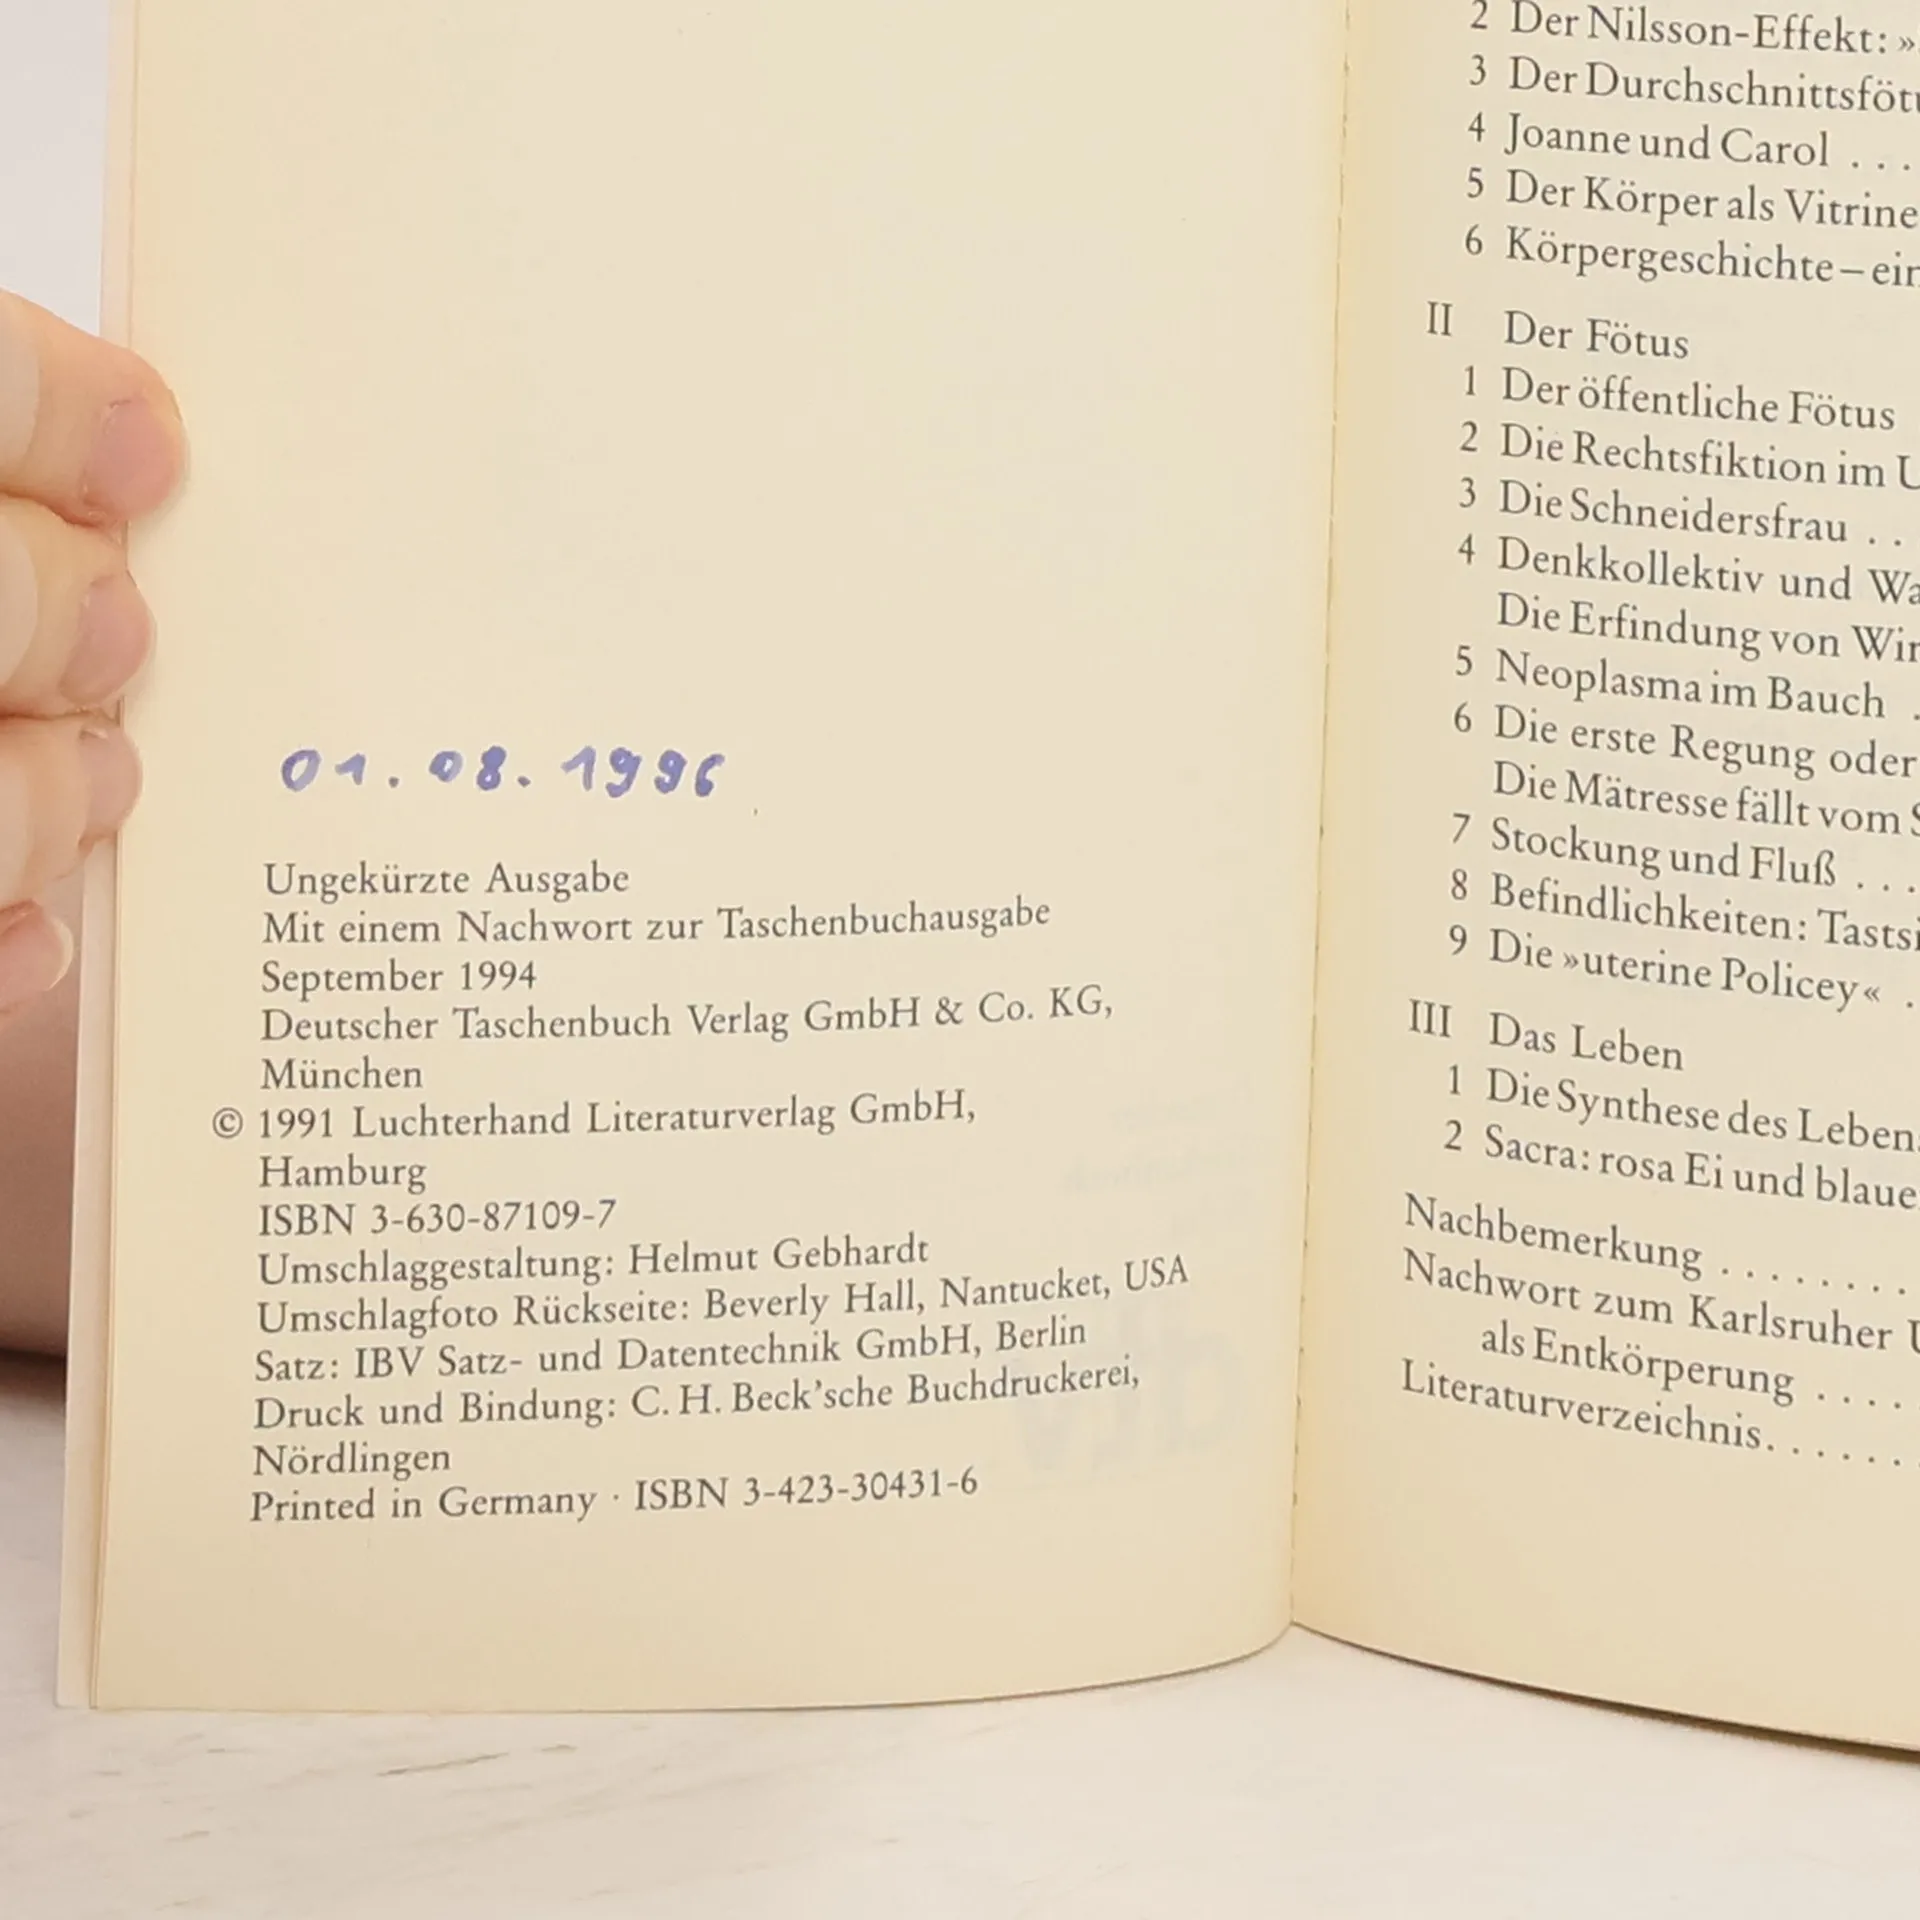 01.08.1996
Ungekürzte Ausgabe
Mit einem Nachwort zur Taschenbuchausgabe
September 1994
Deutscher Taschenbuch Verlag GmbH & Co. KG,
München
© 1991 Luchterhand Literaturverlag GmbH,
Hamburg
ISBN 3-630-87109-7
Umschlaggestaltung: Helmut Gebhardt
Umschlagfoto Rückseite: Beverly Hall, Nantucket, USA
Satz: IBV Satz- und Datentechnik GmbH, Berlin
Druck und Bindung: C. H. Beck’sche Buchdruckerei,
Nördlingen
Printed in Germany · ISBN 3-423-30431-6
2 Der Nilsson-Effekt: »
3 Der Durchschnittsfötu
4 Joanne und Carol . . .
5 Der Körper als Vitrine
6 Körpergeschichte – ein
II Der Fötus
1 Der öffentliche Fötus
2 Die Rechtsfiktion im U
3 Die Schneidersfrau . .
4 Denkkollektiv und Wa
Die Erfindung von Wir
5 Neoplasma im Bauch .
6 Die erste Regung oder
Die Mätresse fällt vom S
7 Stockung und Fluß . . .
8 Befindlichkeiten: Tastsi
9 Die »uterine Policey« .
III Das Leben
1 Die Synthese des Lebens
2 Sacra: rosa Ei und blaue
Nachbemerkung . . . . . . . .
Nachwort zum Karlsruher U
als Entkörperung . . . .
Literaturverzeichnis. . . . . .